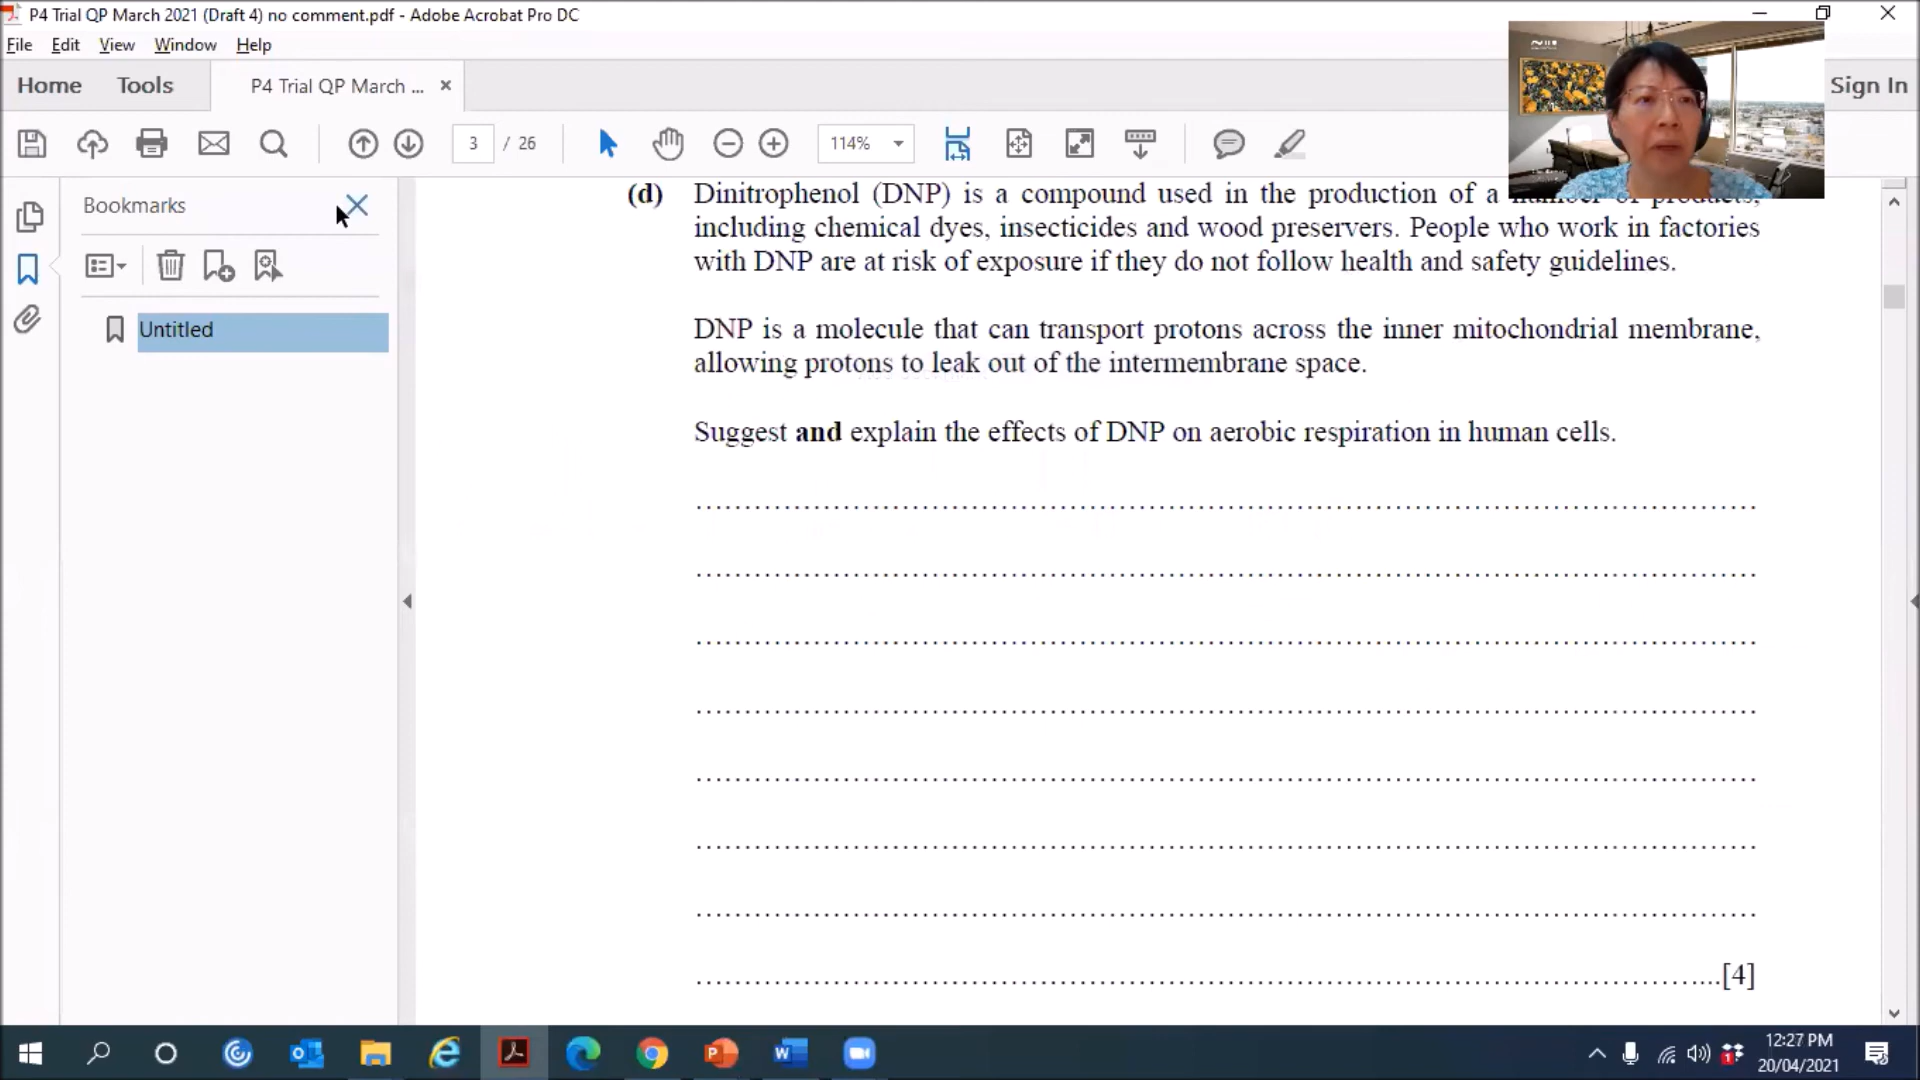 P4 Trial QP March 2021 (Draft 4) no comment.pdf - Adobe Acrobat Pro DC
File Edit View Window Help
Home Tools P4 Trial QP March ... × Sign In
3 / 26 114%
Bookmarks
Untitled
(d) Dinitrophenol (DNP) is a compound used in the production of a number of products,
including chemical dyes, insecticides and wood preservers. People who work in factories
with DNP are at risk of exposure if they do not follow health and safety guidelines.
DNP is a molecule that can transport protons across the inner mitochondrial membrane,
allowing protons to leak out of the intermembrane space.
Suggest and explain the effects of DNP on aerobic respiration in human cells.
[4]
12:27 PM
20/04/2021